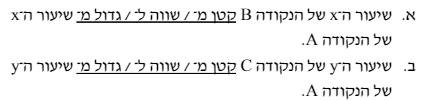 א. שיעור ה־x של הנקודה B קטן מ־ / שווה ל־ / גדול מ־ שיעור ה־x
של הנקודה A.
ב. שיעור ה־y של הנקודה C קטן מ־ / שווה ל־ / גדול מ־ שיעור ה־y
של הנקודה A.